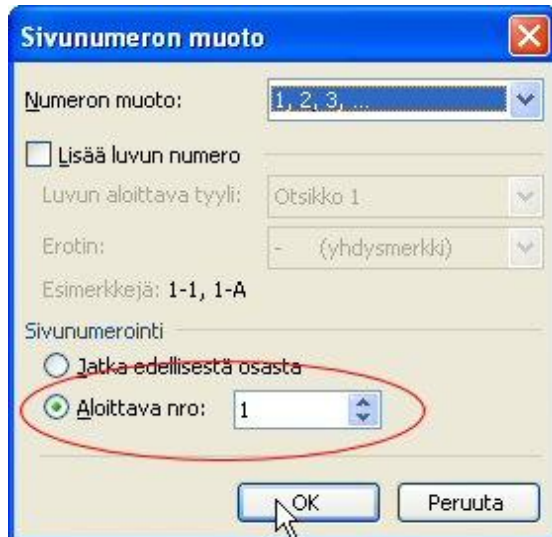 Sivunumeron muoto
Numeron muoto: 1, 2, 3, ...
Lisää luvun numero
Luvun aloittava tyyli: Otsikko 1
Erotin: - (yhdysmerkki)
Esimerkkejä: 1-1, 1-A
Sivunumerointi
Jatka edellisestä osasta
Aloittava nro: 1
OK Peruuta